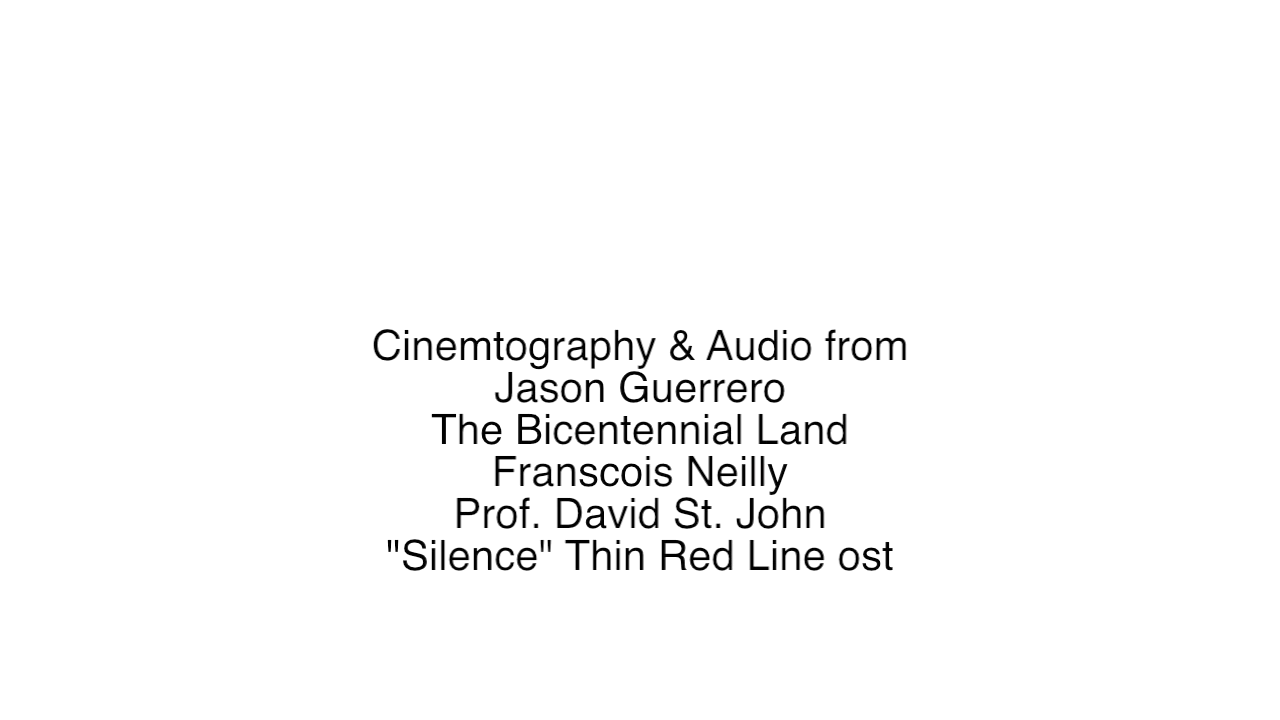 Cinemtography & Audio from
Jason Guerrero
The Bicentennial Land
Franscois Neilly
Prof. David St. John
"Silence" Thin Red Line ost